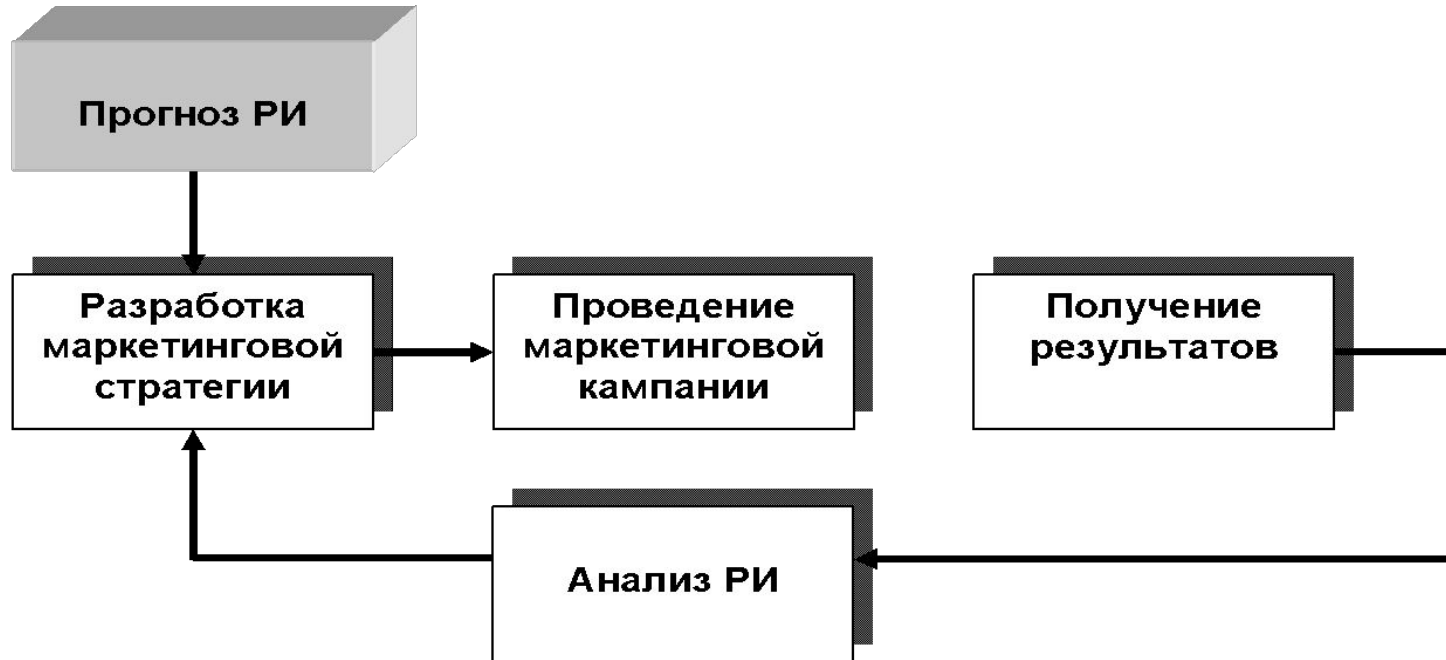 Прогноз РИ
Разработка
маркетинговой
стратегии
Проведение
маркетинговой
кампании
Получение
результатов
Анализ РИ